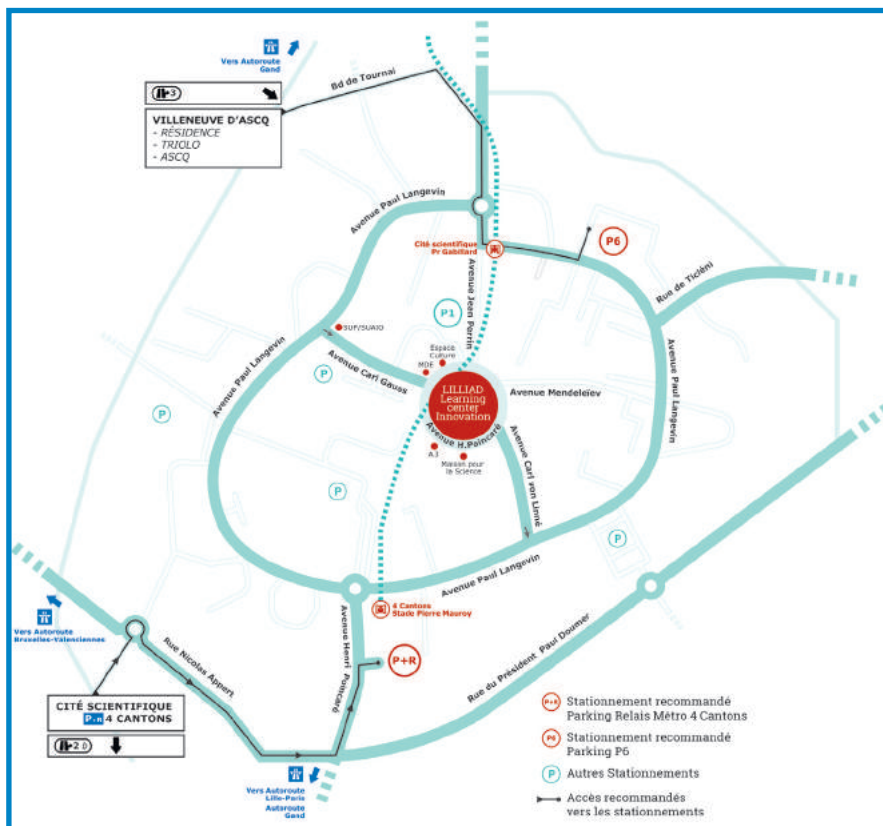 Vers Autoroute
Gand
Bd de Tournai
3
VILLENEUVE D'ASCQ
- RÉSIDENCE
- TRIOLO
- ASCQ
Avenue Paul Langevin
Cité scientifique
Pr Gabillard
P6
Avenue Jean Perrin
Rue de Ticléni
P1
SUP/SUAIO
Espace
Culture
MDE
Avenue Carl Gauss
Avenue Paul Langevin
P
P
LILLIAD
Learning
center
Innovation
Avenue Mendeleïev
Avenue Paul Langevin
Avenue H.Poincaré
A3
Maison pour
la Science
Avenue Carl von Linné
P
P
Avenue Paul Langevin
4 Cantons
Stade Pierre Mauroy
Vers Autoroute
Bruxelles-Valenciennes
Rue Nicolas Appert
Avenue Henri Poincaré
P+R
Rue du Président Paul Doumer
CITÉ SCIENTIFIQUE
P+R 4 CANTONS
2.0
Vers Autoroute
Lille-Paris
Autoroute
Gand
P+R Stationnement recommandé
Parking Relais Métro 4 Cantons
P6 Stationnement recommandé
Parking P6
P Autres Stationnements
Accès recommandés
vers les stationnements